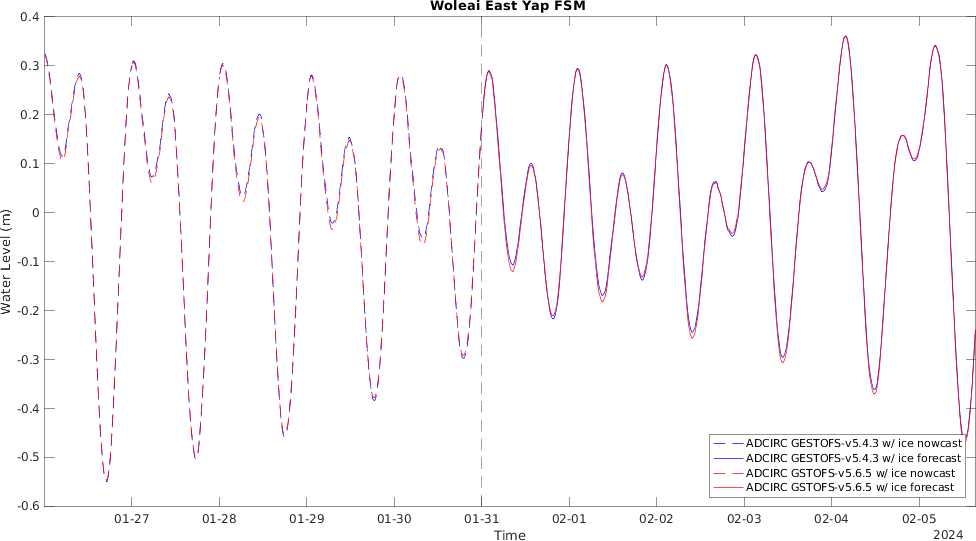 Woleai East Yap FSM
0.4
0.3
0.2
0.1
0
-0.1
-0.2
-0.3
-0.4
-0.5
-0.6
Water Level (m)
ADCIRC GESTOFS-v5.4.3 w/ ice nowcast
ADCIRC GESTOFS-v5.4.3 w/ ice forecast
ADCIRC GSTOFS-v5.6.5 w/ ice nowcast
ADCIRC GSTOFS-v5.6.5 w/ ice forecast
01-27 01-28 01-29 01-30 01-31 02-01 02-02 02-03 02-04 02-05
Time
2024